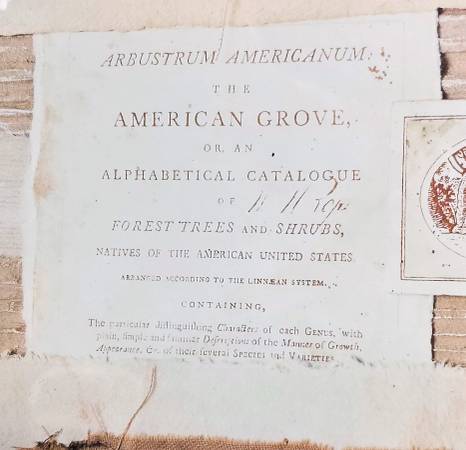 ARBUSTRUM AMERICANUM:
THE
AMERICAN GROVE,
OR, AN
ALPHABETICAL CATALOGUE
OF
FOREST TREES AND SHRUBS,
NATIVES OF THE AMERICAN UNITED STATES
ARRANGED ACCORDING TO THE LINNÆAN SYSTEM.
CONTAINING,
The particular distinguishing Characters of each GENUS, with
plain, simple and familiar Descriptions of the Manner of Growth,
Appearance, &c. of their several SPECIES and VARIETIES